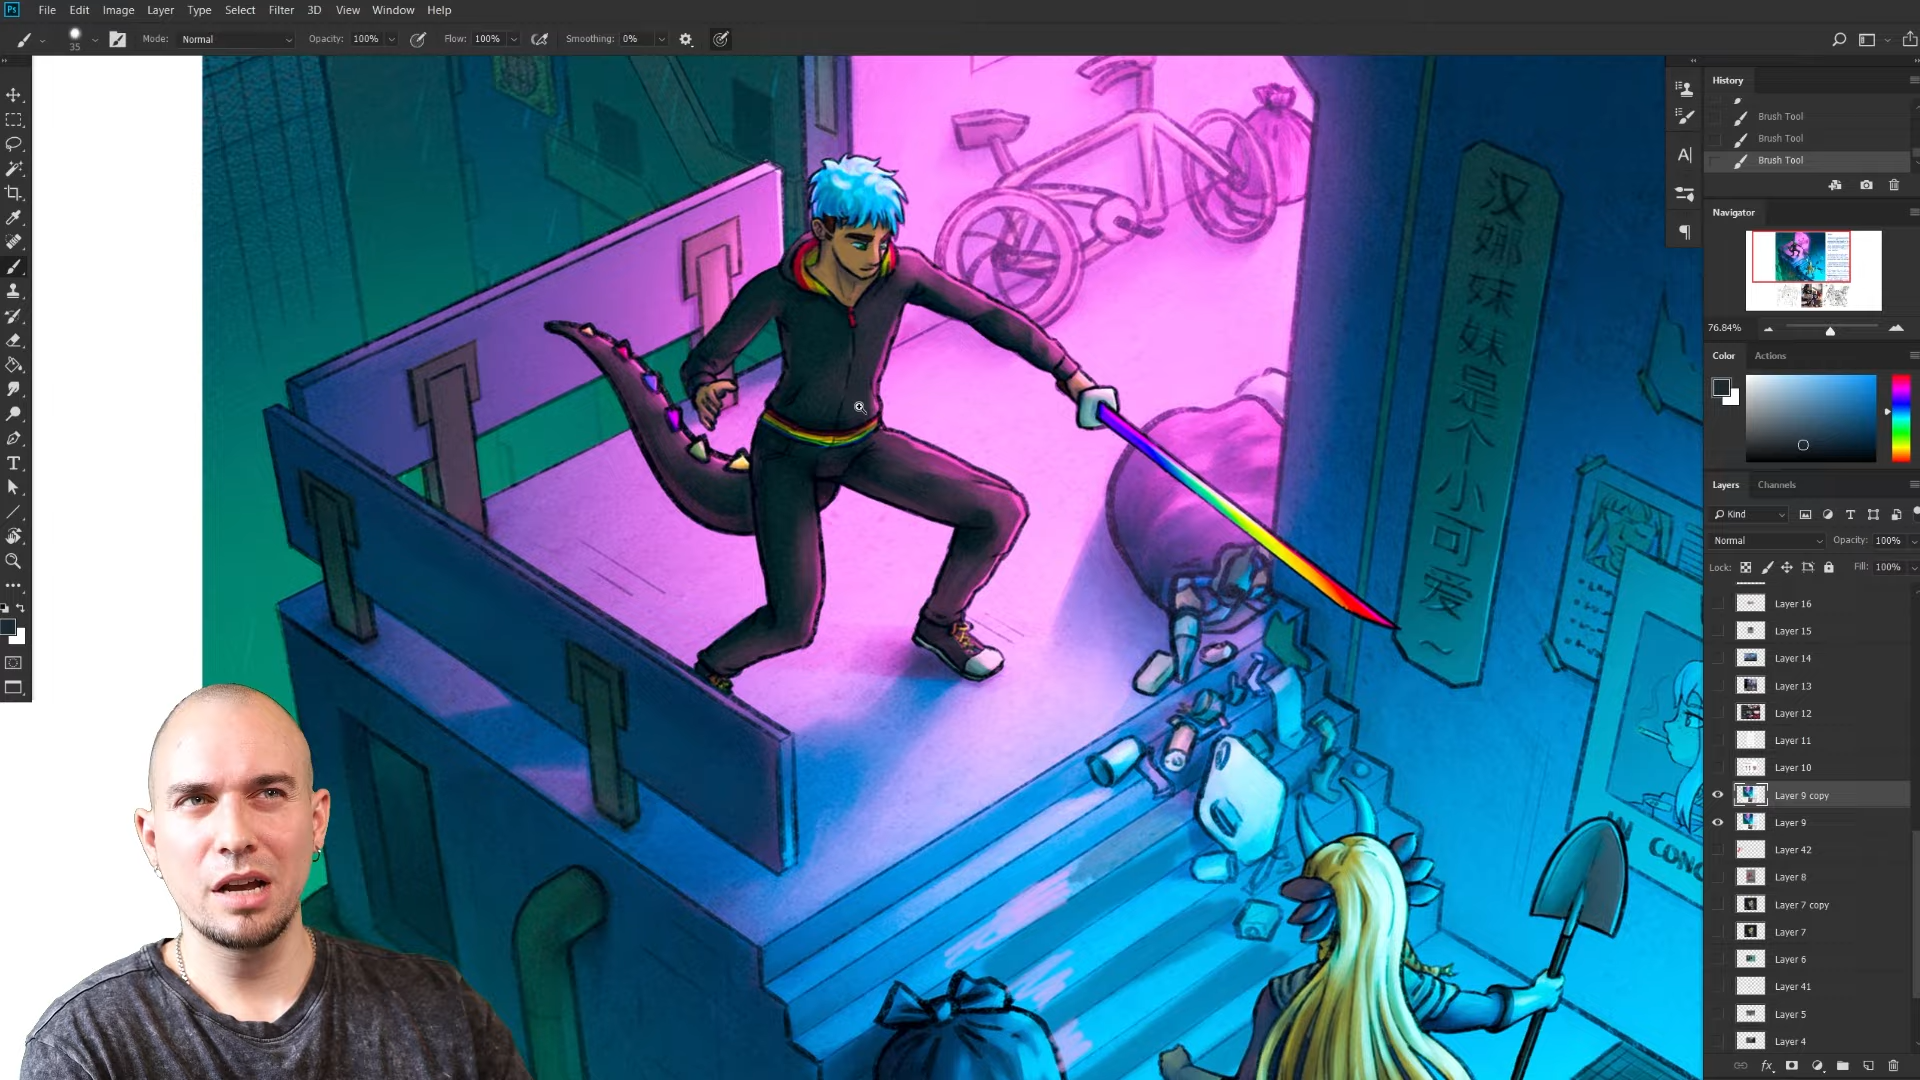 Ps File Edit Image Layer Type Select Filter 3D View Window Help
35 Mode: Normal Opacity: 100% Flow: 100% Smoothing: 0%
History
Brush Tool
Brush Tool
Brush Tool
Navigator
76.84%
Color Actions
Layers Channels
Kind
Normal Opacity: 100%
Lock: Fill: 100%
Layer 16
Layer 15
Layer 14
Layer 13
Layer 12
Layer 11
Layer 10
Layer 9 copy
Layer 9
Layer 42
Layer 8
Layer 7 copy
Layer 7
Layer 6
Layer 41
Layer 5
Layer 4
汉娜妹妹是个小可爱~
IN CONC